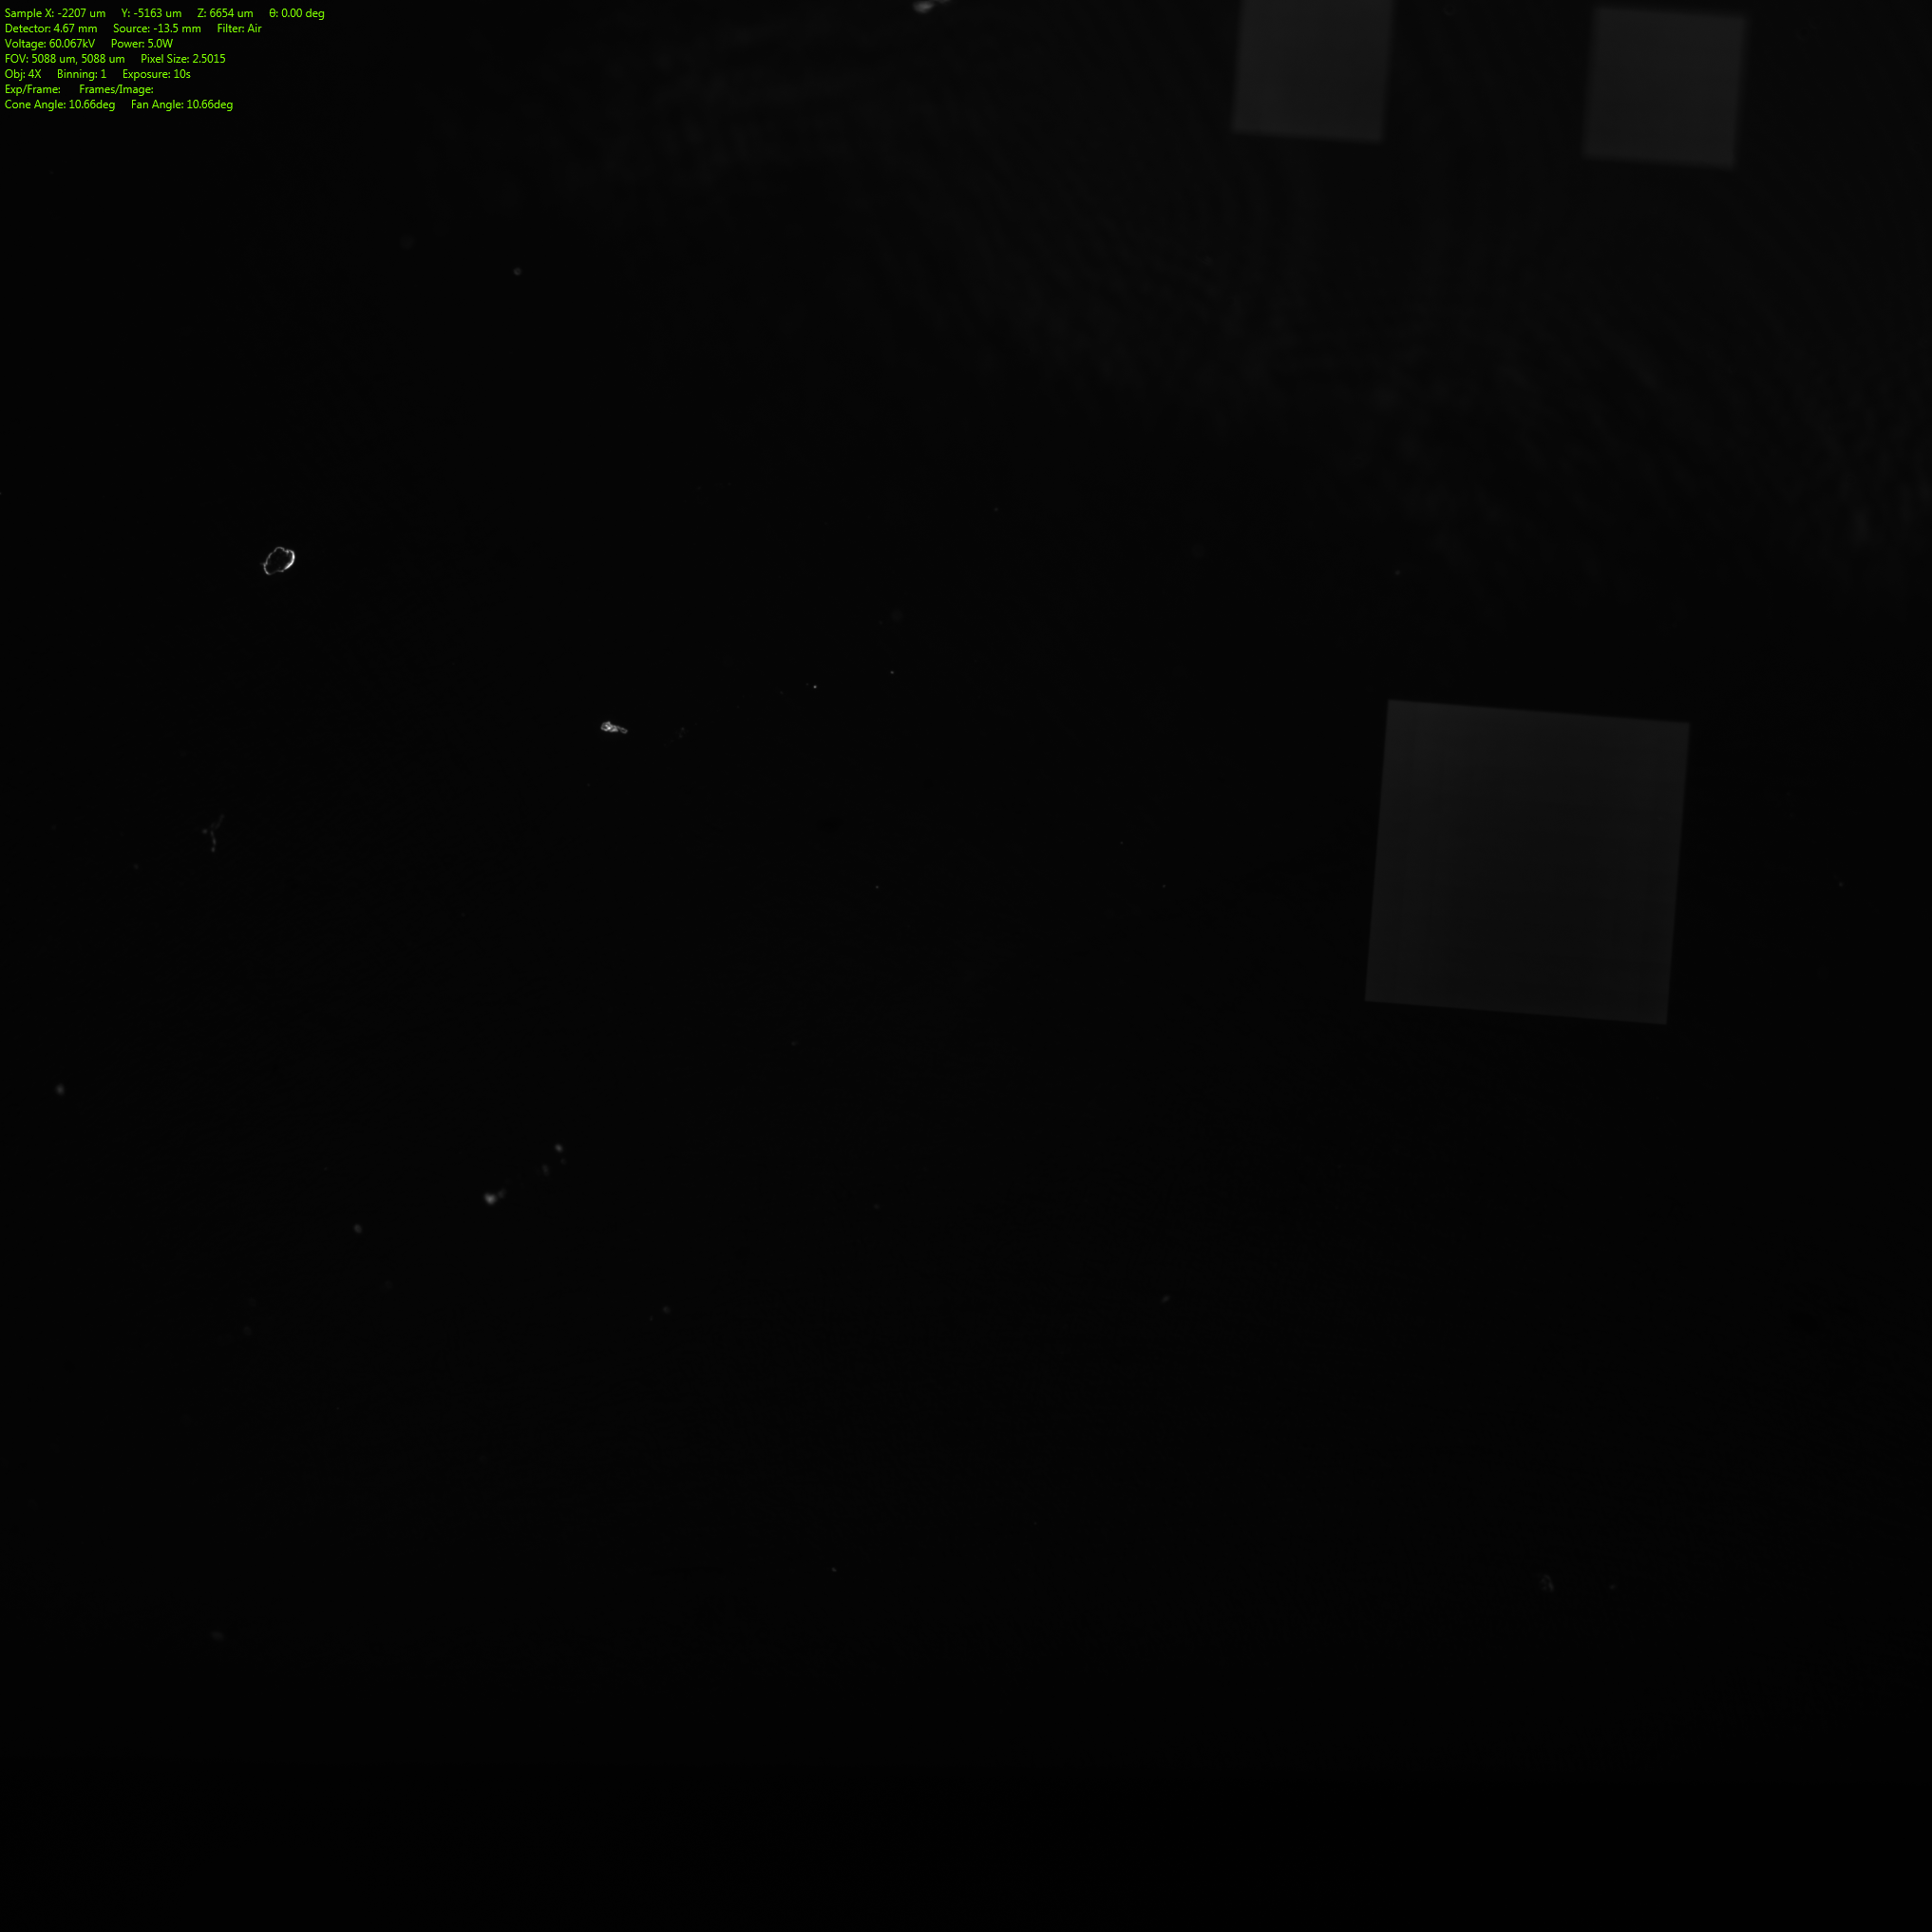 Sample X: -2207 um Y: -5163 um Z: 6654 um θ: 0.00 deg
Detector: 4.67 mm Source: -13.5 mm Filter: Air
Voltage: 60.067kV Power: 5.0W
FOV: 5088 um, 5088 um Pixel Size: 2.5015
Obj: 4X Binning: 1 Exposure: 10s
Exp/Frame: Frames/Image:
Cone Angle: 10.66deg Fan Angle: 10.66deg